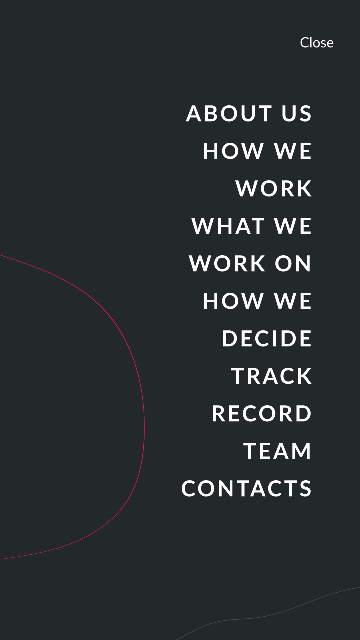 Close
ABOUT US
HOW WE
WORK
WHAT WE
WORK ON
HOW WE
DECIDE
TRACK
RECORD
TEAM
CONTACTS